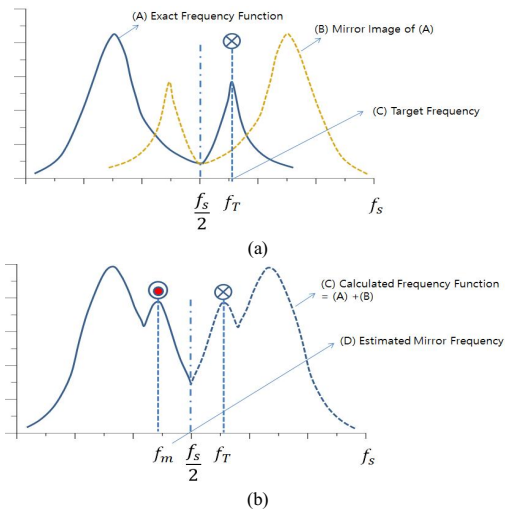 (A) Exact Frequency Function
(B) Mirror Image of (A)
(C) Target Frequency
fs/2 fT fs
(a)
(C) Calculated Frequency Function
= (A) +(B)
(D) Estimated Mirror Frequency
fm fs/2 fT fs
(b)